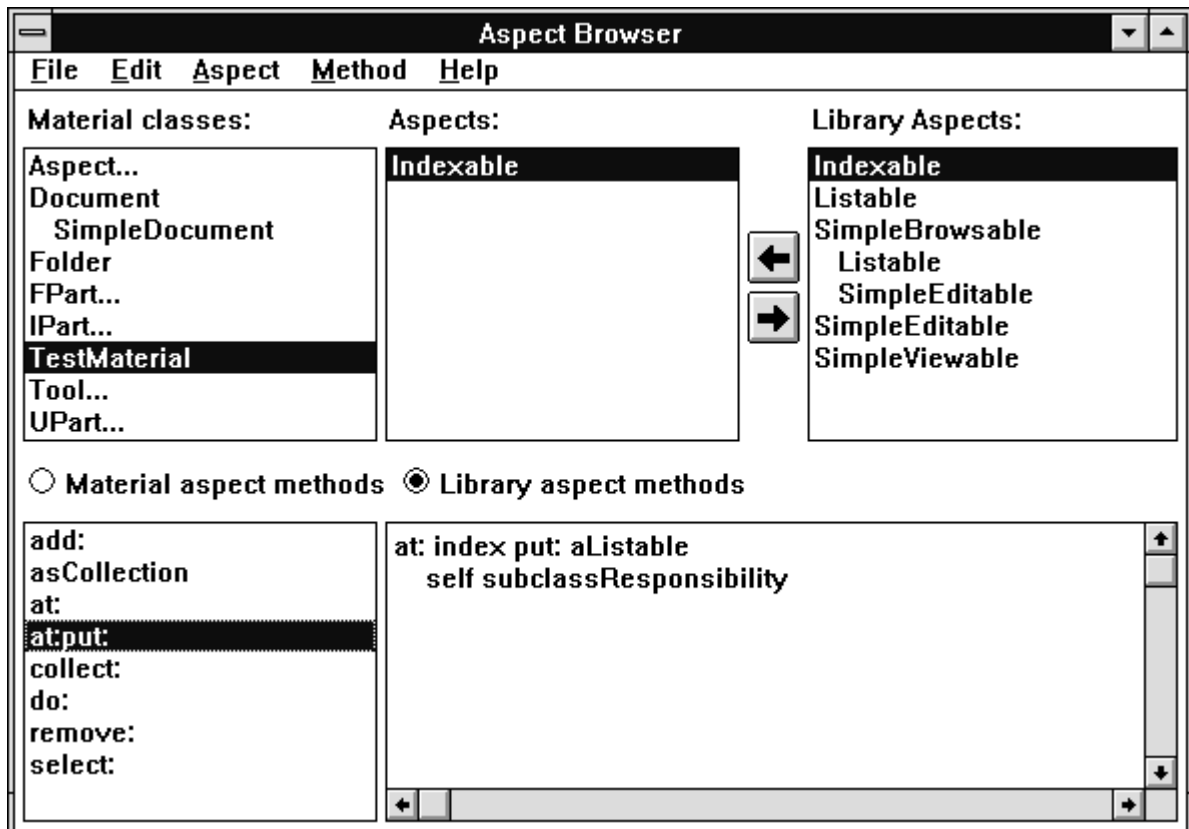 Aspect Browser
File Edit Aspect Method Help
Material classes:
Aspect...
Document
SimpleDocument
Folder
FPart...
IPart...
TestMaterial
Tool...
UPart...
Aspects:
Indexable
Library Aspects:
Indexable
Listable
SimpleBrowsable
Listable
SimpleEditable
SimpleEditable
SimpleViewable
Material aspect methods Library aspect methods
add:
asCollection
at:
at:put:
collect:
do:
remove:
select:
at: index put: aListable
self subclassResponsibility